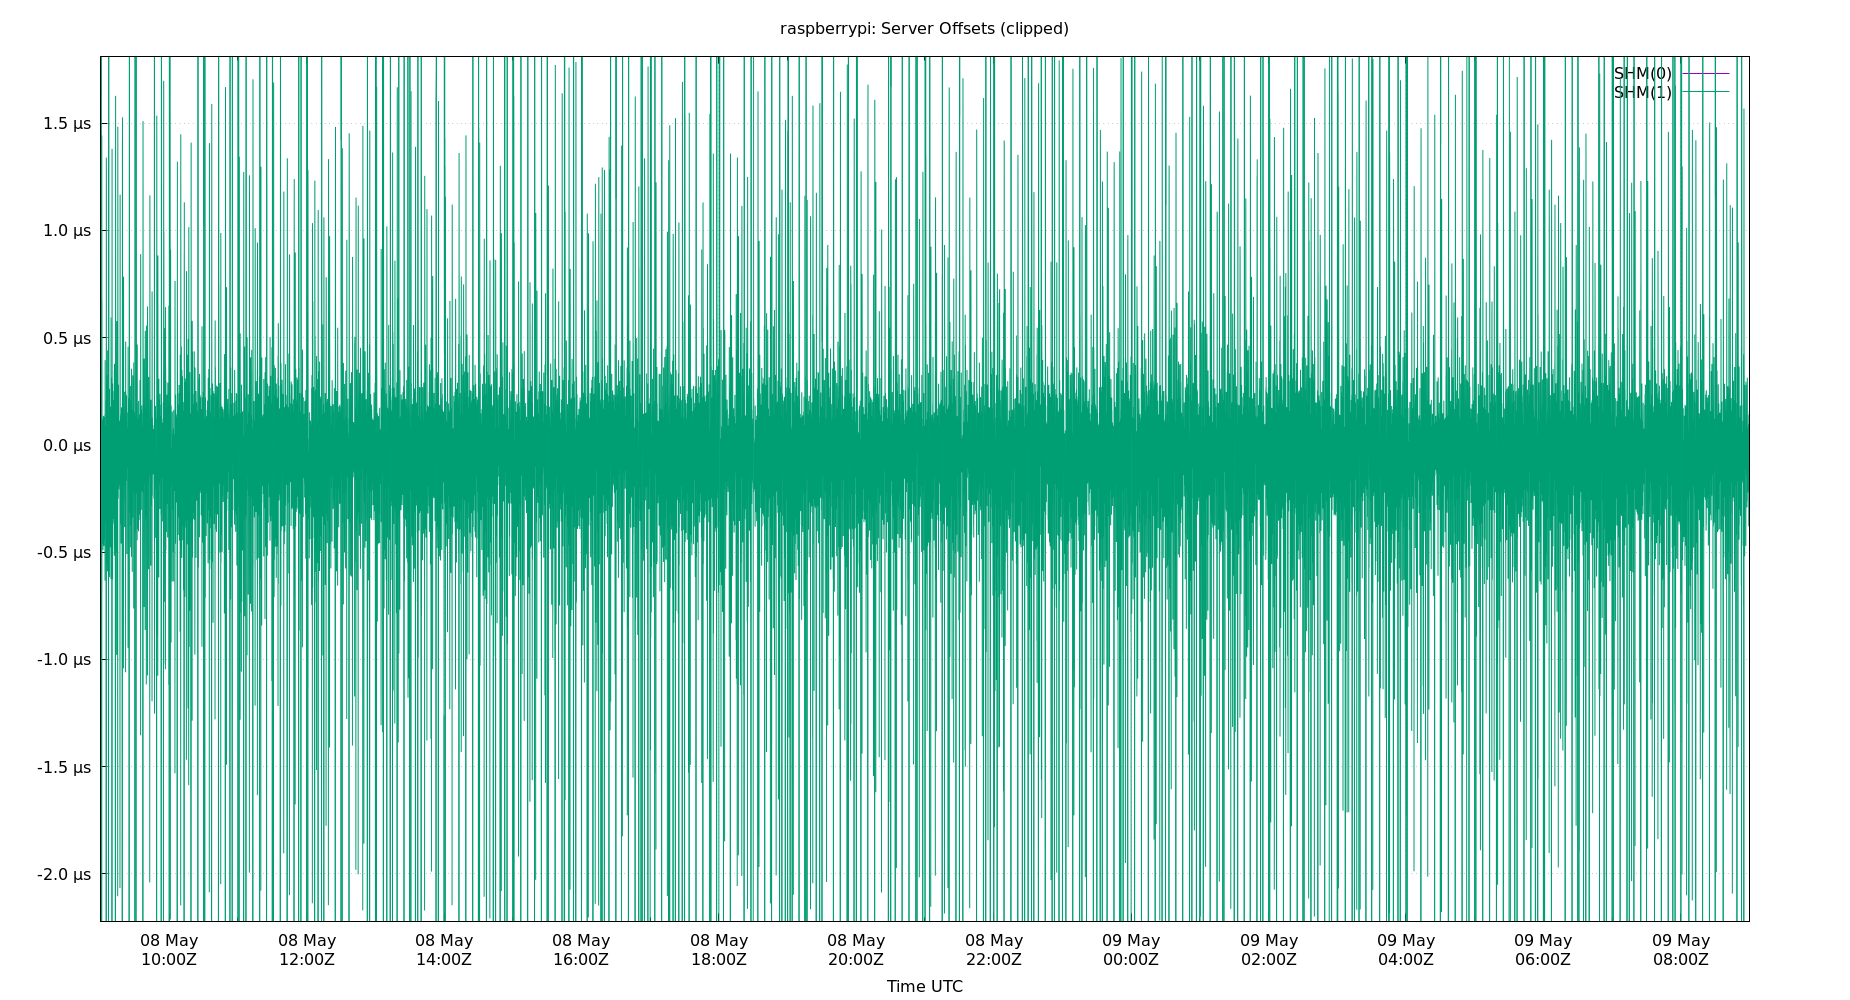 raspberrypi: Server Offsets (clipped)
SHM(0)
SHM(1)
1.5 µs
1.0 µs
0.5 µs
0.0 µs
-0.5 µs
-1.0 µs
-1.5 µs
-2.0 µs
08 May 08 May 08 May 08 May 08 May 08 May 08 May 09 May 09 May 09 May 09 May 09 May
10:00Z 12:00Z 14:00Z 16:00Z 18:00Z 20:00Z 22:00Z 00:00Z 02:00Z 04:00Z 06:00Z 08:00Z
Time UTC